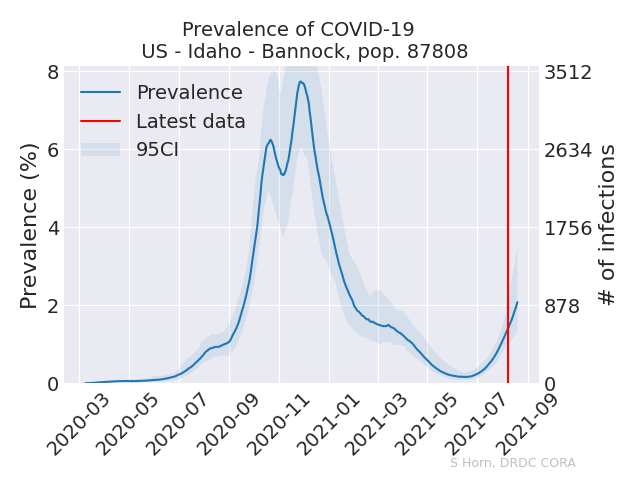 Prevalence of COVID-19
US - Idaho - Bannock, pop. 87808
Prevalence
Latest data
95CI
Prevalence (%)
8
6
4
2
0
3512
2634
1756
878
0
# of infections
2020-03
2020-05
2020-07
2020-09
2020-11
2021-01
2021-03
2021-05
2021-07
2021-09
S Horn, DRDC CORA